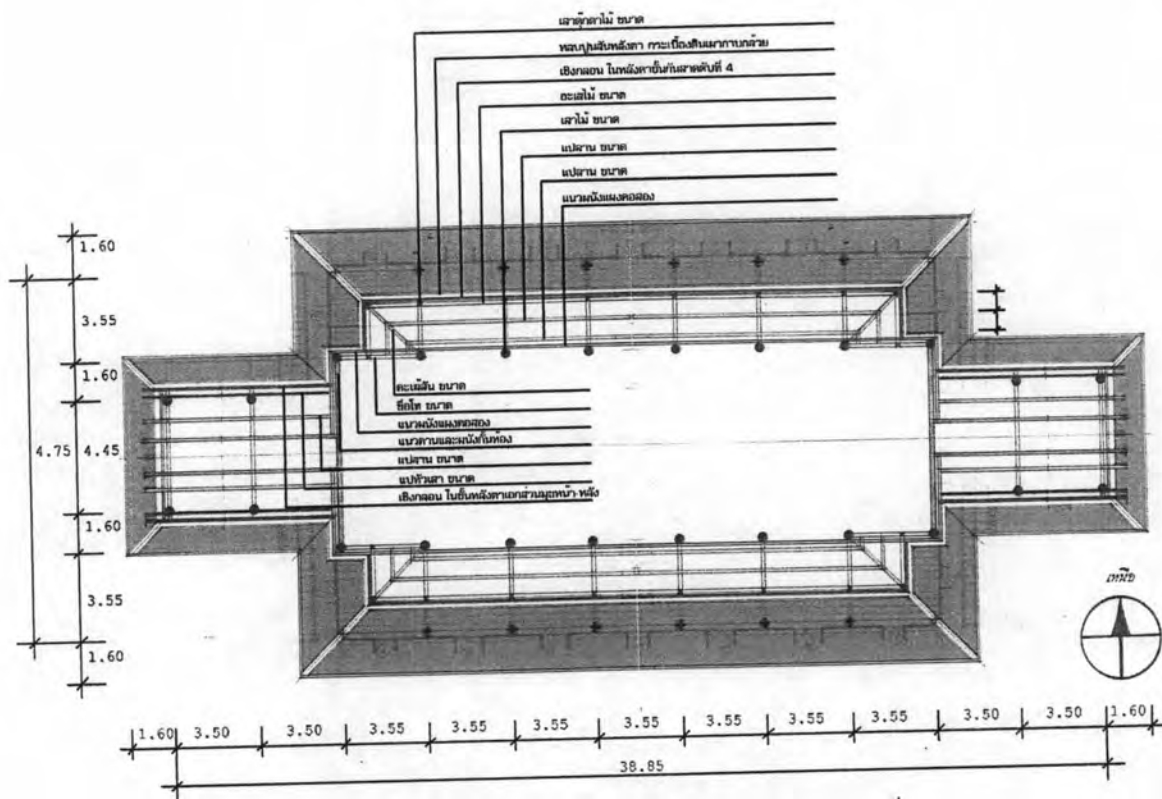 เสาตุ๊กตาไม้ ขนาด
หลบปูนสันหลังคา กระเบื้องดินเผากาบกล้วย
เชิงกลอน ในหลังคาชั้นกันสาดตับที่ 4
อะเสไม้ ขนาด
เสาไม้ ขนาด
แปลาน ขนาด
แปลาน ขนาด
แนวผนังแผงคอสอง
1.60
3.55
1.60
4.75
4.45
1.60
3.55
1.60
ตะเฆ่สัน ขนาด
ขื่อโท ขนาด
แนวผนังแผงคอสอง
แนวคานและผนังกั้นห้อง
แปลาน ขนาด
แปหัวเสา ขนาด
เชิงกลอน ในชั้นหลังคาเอกส่วนมุขหน้า-หลัง
เหนือ
1.60 3.50 3.50 3.55 3.55 3.55 3.55 3.55 3.55 3.55 3.50 3.50 1.60
38.85